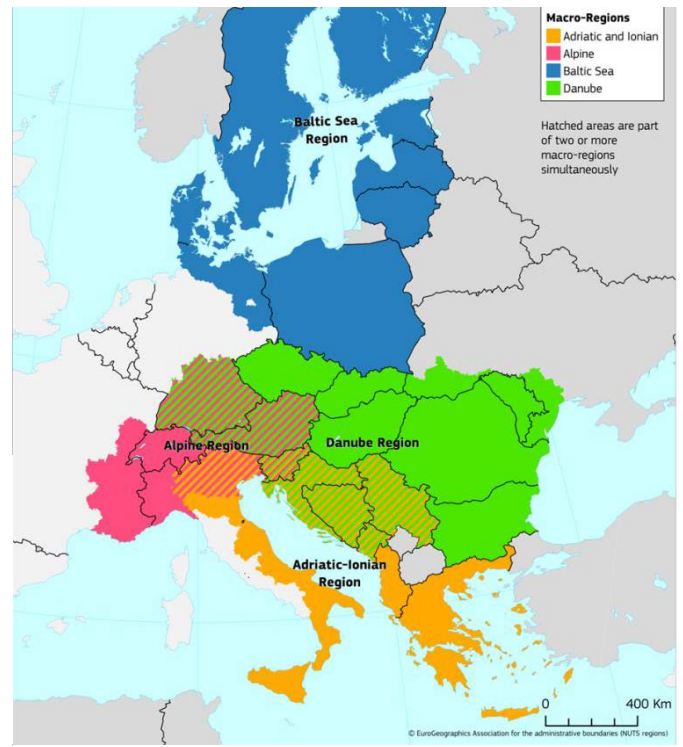 Macro-Regions
Adriatic and Ionian
Alpine
Baltic Sea
Danube
Hatched areas are part
of two or more
macro-regions
simultaneously
Baltic Sea
Region
Alpine Region
Danube Region
Adriatic-Ionian
Region
0 400 Km
© EuroGeographics Association for the administrative boundaries (NUTS regions)